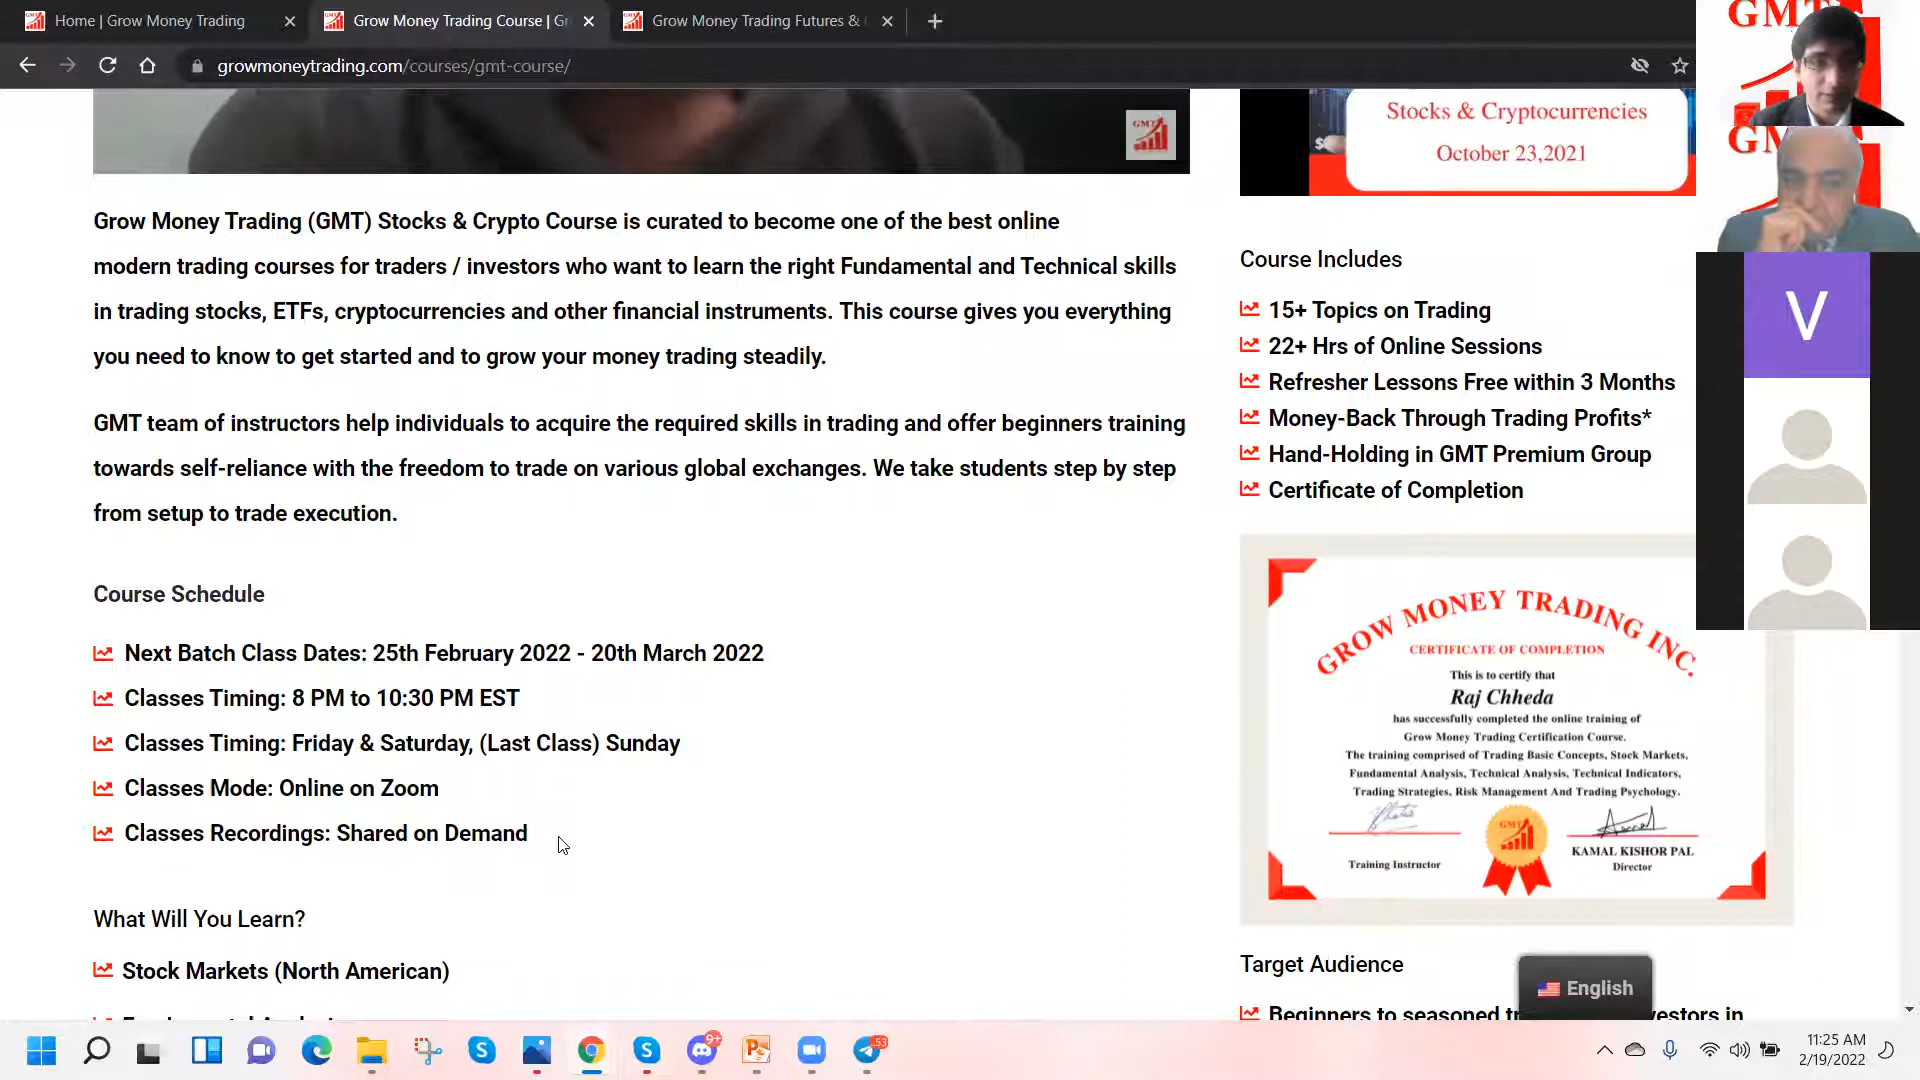 Home | Grow Money Trading
Grow Money Trading Course | Gr
Grow Money Trading Futures &
growmoneytrading.com/courses/gmt-course/
GMT
GMT
Stocks & Cryptocurrencies
October 23,2021
GMT
Grow Money Trading (GMT) Stocks & Crypto Course is curated to become one of the best online
modern trading courses for traders / investors who want to learn the right Fundamental and Technical skills
in trading stocks, ETFs, cryptocurrencies and other financial instruments. This course gives you everything
you need to know to get started and to grow your money trading steadily.
GMT team of instructors help individuals to acquire the required skills in trading and offer beginners training
towards self-reliance with the freedom to trade on various global exchanges. We take students step by step
from setup to trade execution.
Course Schedule
Next Batch Class Dates: 25th February 2022 - 20th March 2022
Classes Timing: 8 PM to 10:30 PM EST
Classes Timing: Friday & Saturday, (Last Class) Sunday
Classes Mode: Online on Zoom
Classes Recordings: Shared on Demand
What Will You Learn?
Stock Markets (North American)
Course Includes
15+ Topics on Trading
22+ Hrs of Online Sessions
Refresher Lessons Free within 3 Months
Money-Back Through Trading Profits*
Hand-Holding in GMT Premium Group
Certificate of Completion
GROW MONEY TRADING INC.
CERTIFICATE OF COMPLETION
This is to certify that
Raj Chheda
has successfully completed the online training of
Grow Money Trading Certification Course.
The training comprised of Trading Basic Concepts, Stock Markets,
Fundamental Analysis, Technical Analysis, Technical Indicators,
Trading Strategies, Risk Management And Trading Psychology.
GMT
Training Instructor
KAMAL KISHOR PAL
Director
Target Audience
Beginners to seasoned tr
vestors in
English
V
9+
53
11:25 AM
2/19/2022